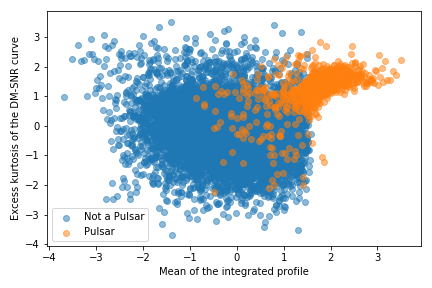 Excess kurtosis of the DM-SNR curve
3
2
1
0
−1
−2
−3
−4
Not a Pulsar
Pulsar
−4 −3 −2 −1 0 1 2 3
Mean of the integrated profile